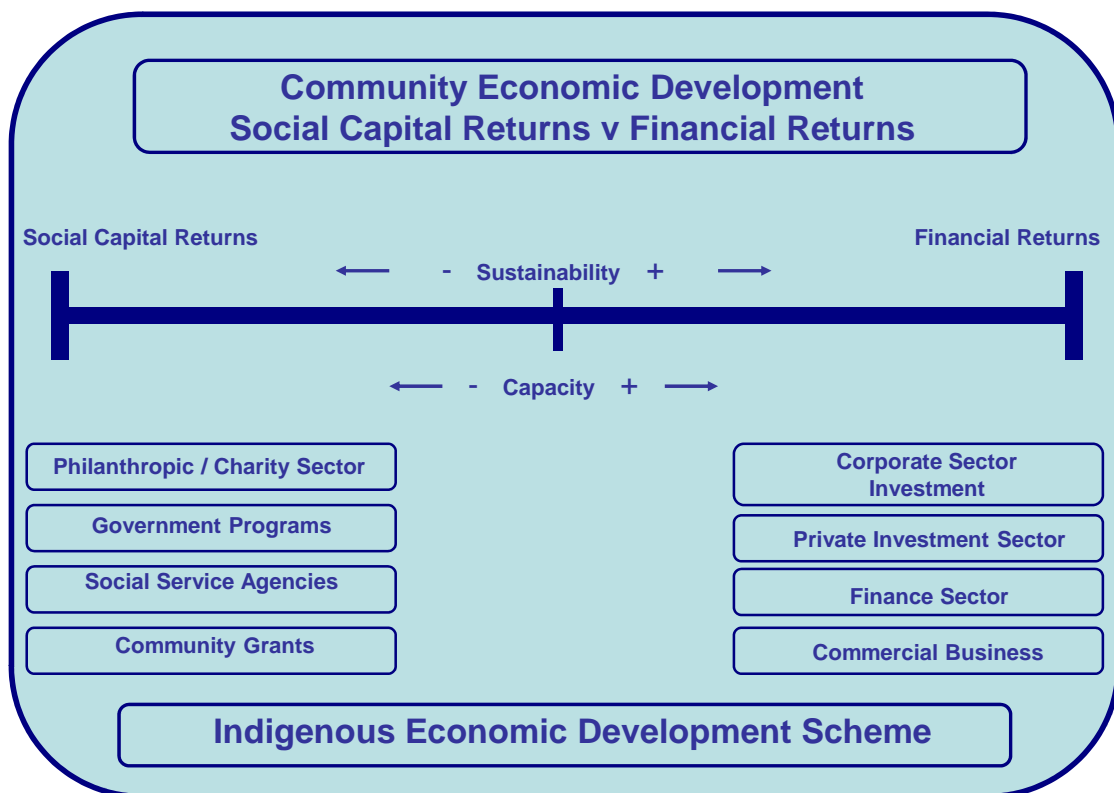 Community Economic Development
Social Capital Returns v Financial Returns
Social Capital Returns
Financial Returns
- Sustainability +
- Capacity +
Philanthropic / Charity Sector
Government Programs
Social Service Agencies
Community Grants
Corporate Sector
Investment
Private Investment Sector
Finance Sector
Commercial Business
Indigenous Economic Development Scheme